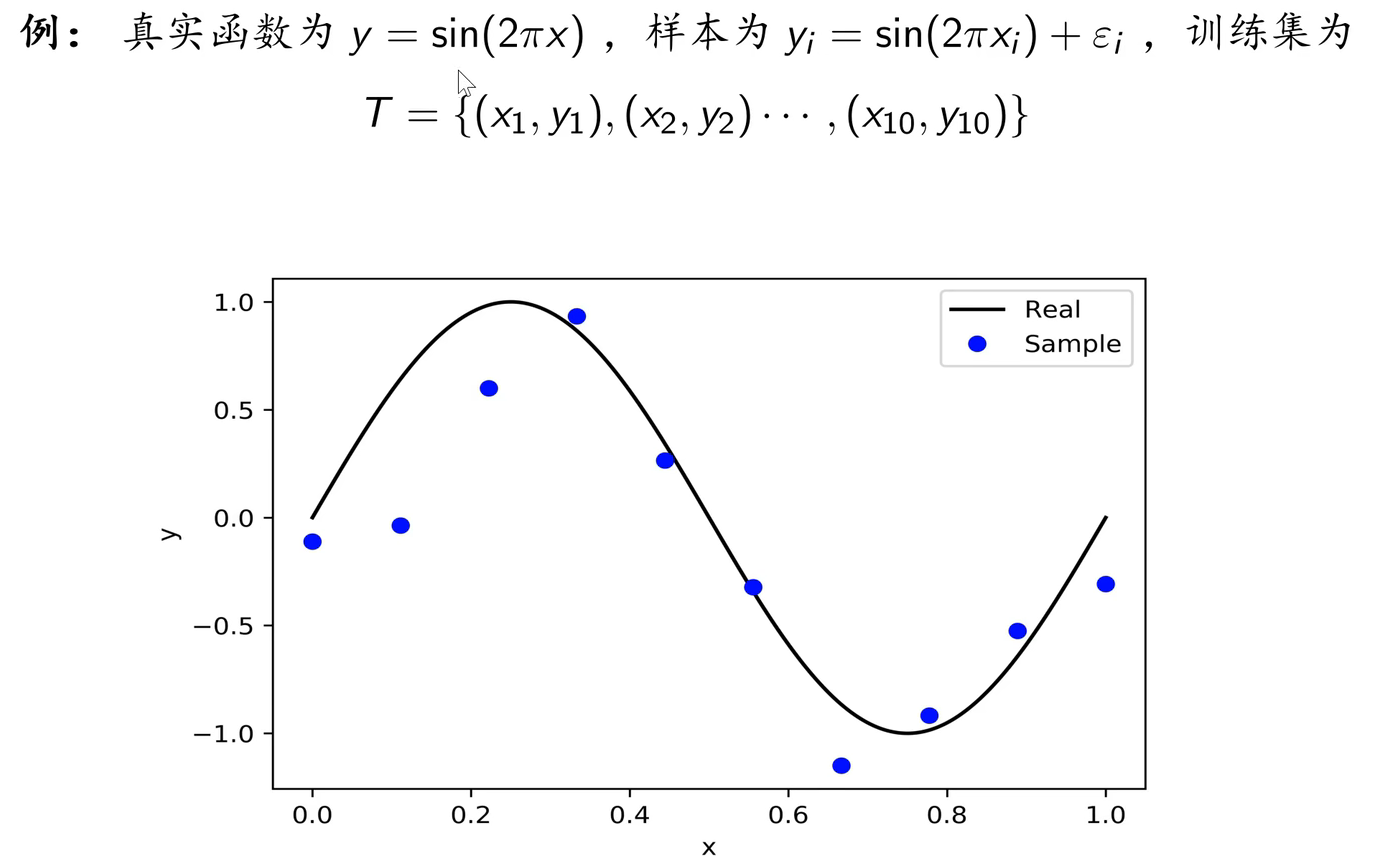 例： 真实函数为 y = sin(2πx) ，样本为 yᵢ = sin(2πxᵢ) + εᵢ ，训练集为
T = {(x₁, y₁), (x₂, y₂) ⋯ , (x₁₀, y₁₀)}
Real
Sample
1.0
0.5
0.0
−0.5
−1.0
y
0.0 0.2 0.4 0.6 0.8 1.0
x